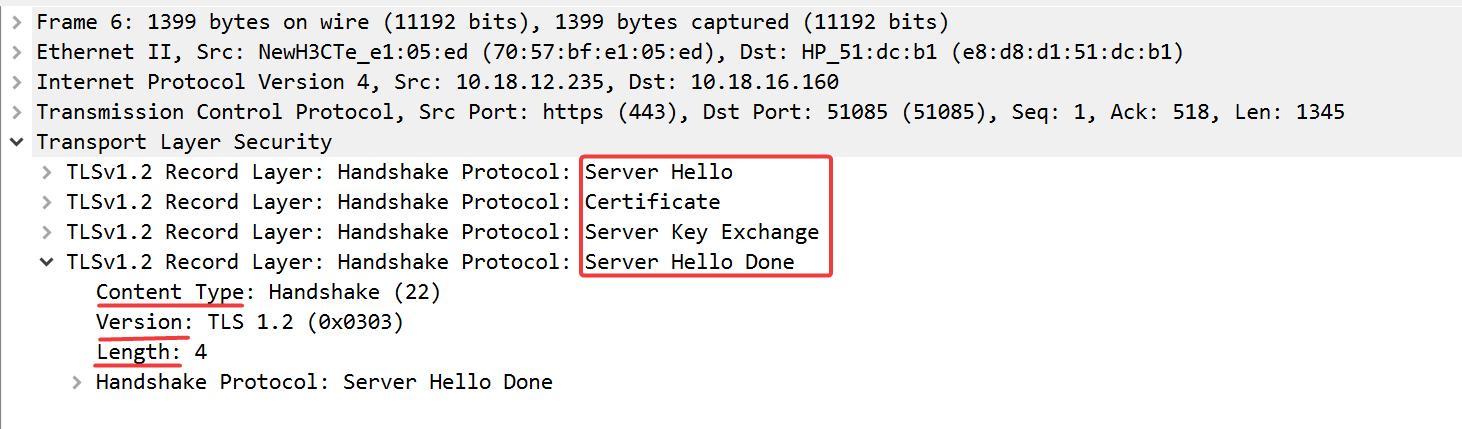 Frame 6: 1399 bytes on wire (11192 bits), 1399 bytes captured (11192 bits)
Ethernet II, Src: NewH3CTe_e1:05:ed (70:57:bf:e1:05:ed), Dst: HP_51:dc:b1 (e8:d8:d1:51:dc:b1)
Internet Protocol Version 4, Src: 10.18.12.235, Dst: 10.18.16.160
Transmission Control Protocol, Src Port: https (443), Dst Port: 51085 (51085), Seq: 1, Ack: 518, Len: 1345
Transport Layer Security
TLSv1.2 Record Layer: Handshake Protocol: Server Hello
TLSv1.2 Record Layer: Handshake Protocol: Certificate
TLSv1.2 Record Layer: Handshake Protocol: Server Key Exchange
TLSv1.2 Record Layer: Handshake Protocol: Server Hello Done
Content Type: Handshake (22)
Version: TLS 1.2 (0x0303)
Length: 4
Handshake Protocol: Server Hello Done